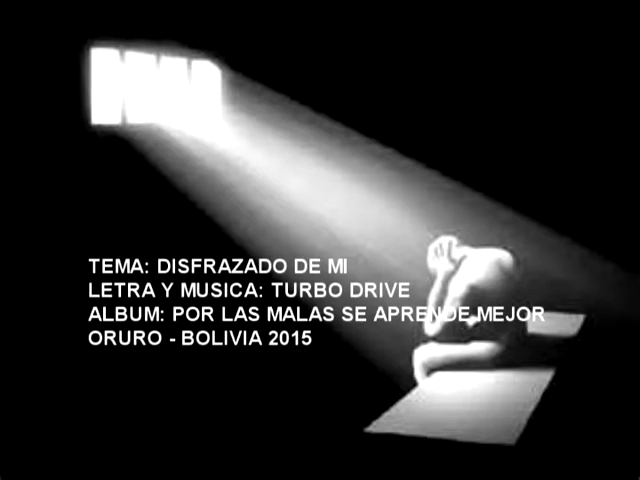 TEMA: DISFRAZADO DE MI
LETRA Y MUSICA: TURBO DRIVE
ALBUM: POR LAS MALAS SE APRENDE MEJOR
ORURO - BOLIVIA 2015